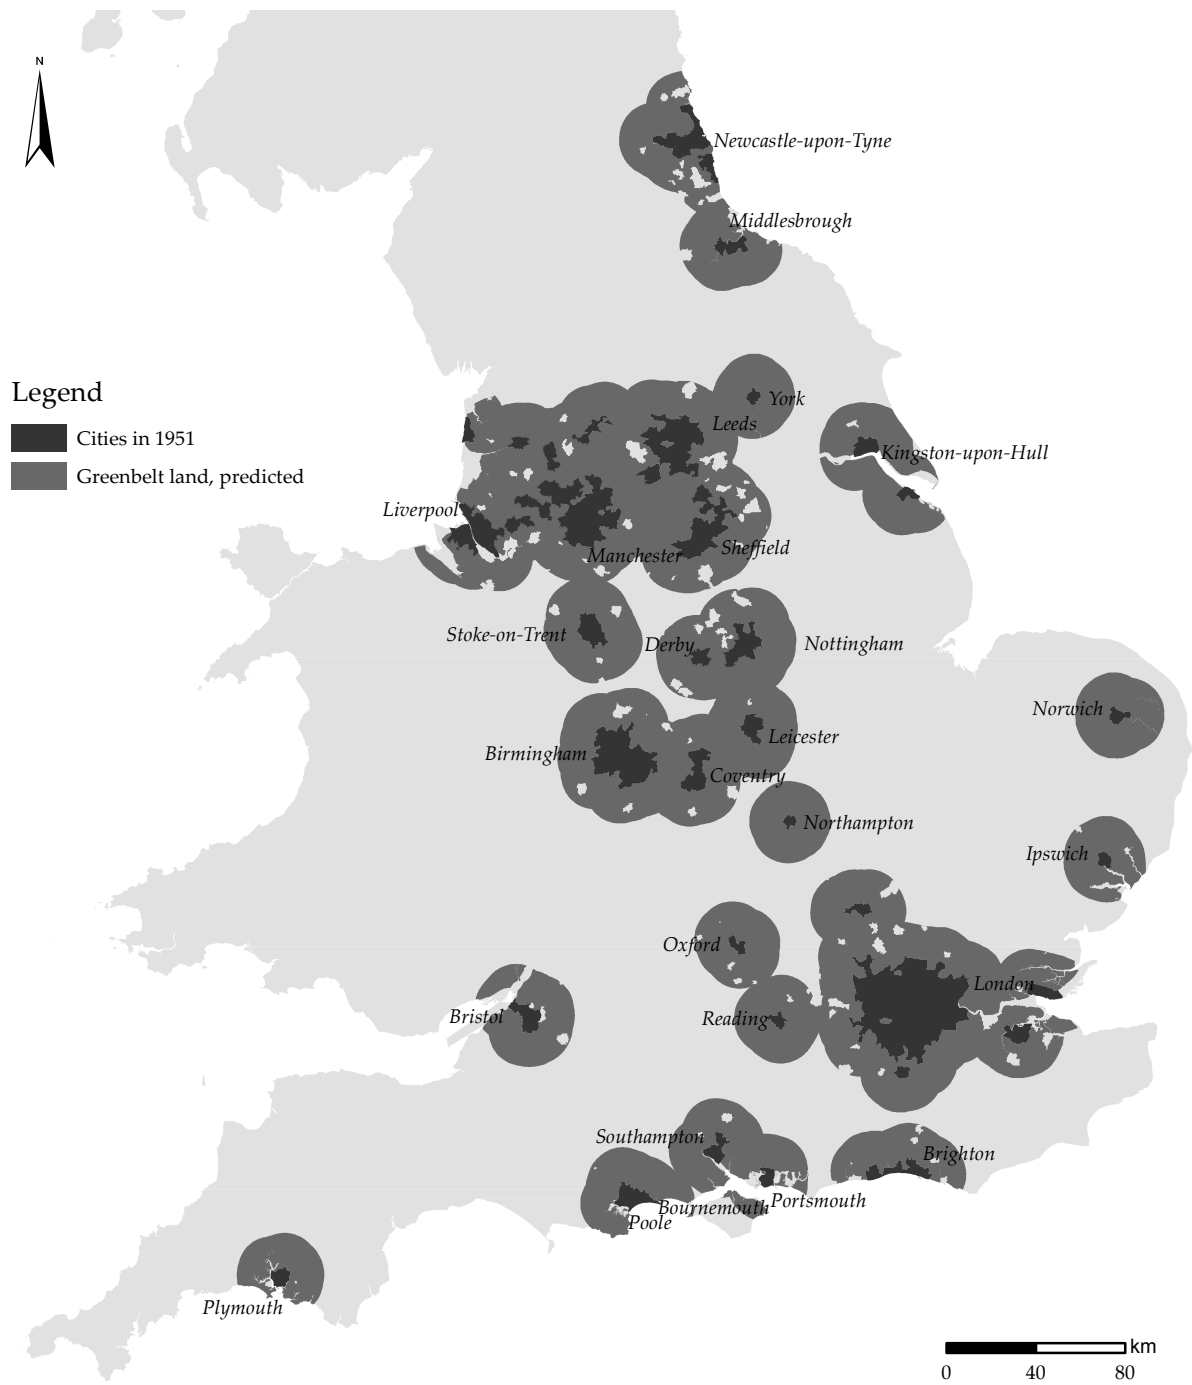 N
Newcastle-upon-Tyne
Middlesbrough
Legend
Cities in 1951
Greenbelt land, predicted
York
Leeds
Kingston-upon-Hull
Liverpool
Manchester
Sheffield
Stoke-on-Trent
Derby
Nottingham
Norwich
Leicester
Birmingham
Coventry
Northampton
Ipswich
Oxford
London
Bristol
Reading
Southampton
Brighton
Portsmouth
Bournemouth
Poole
Plymouth
km
0 40 80